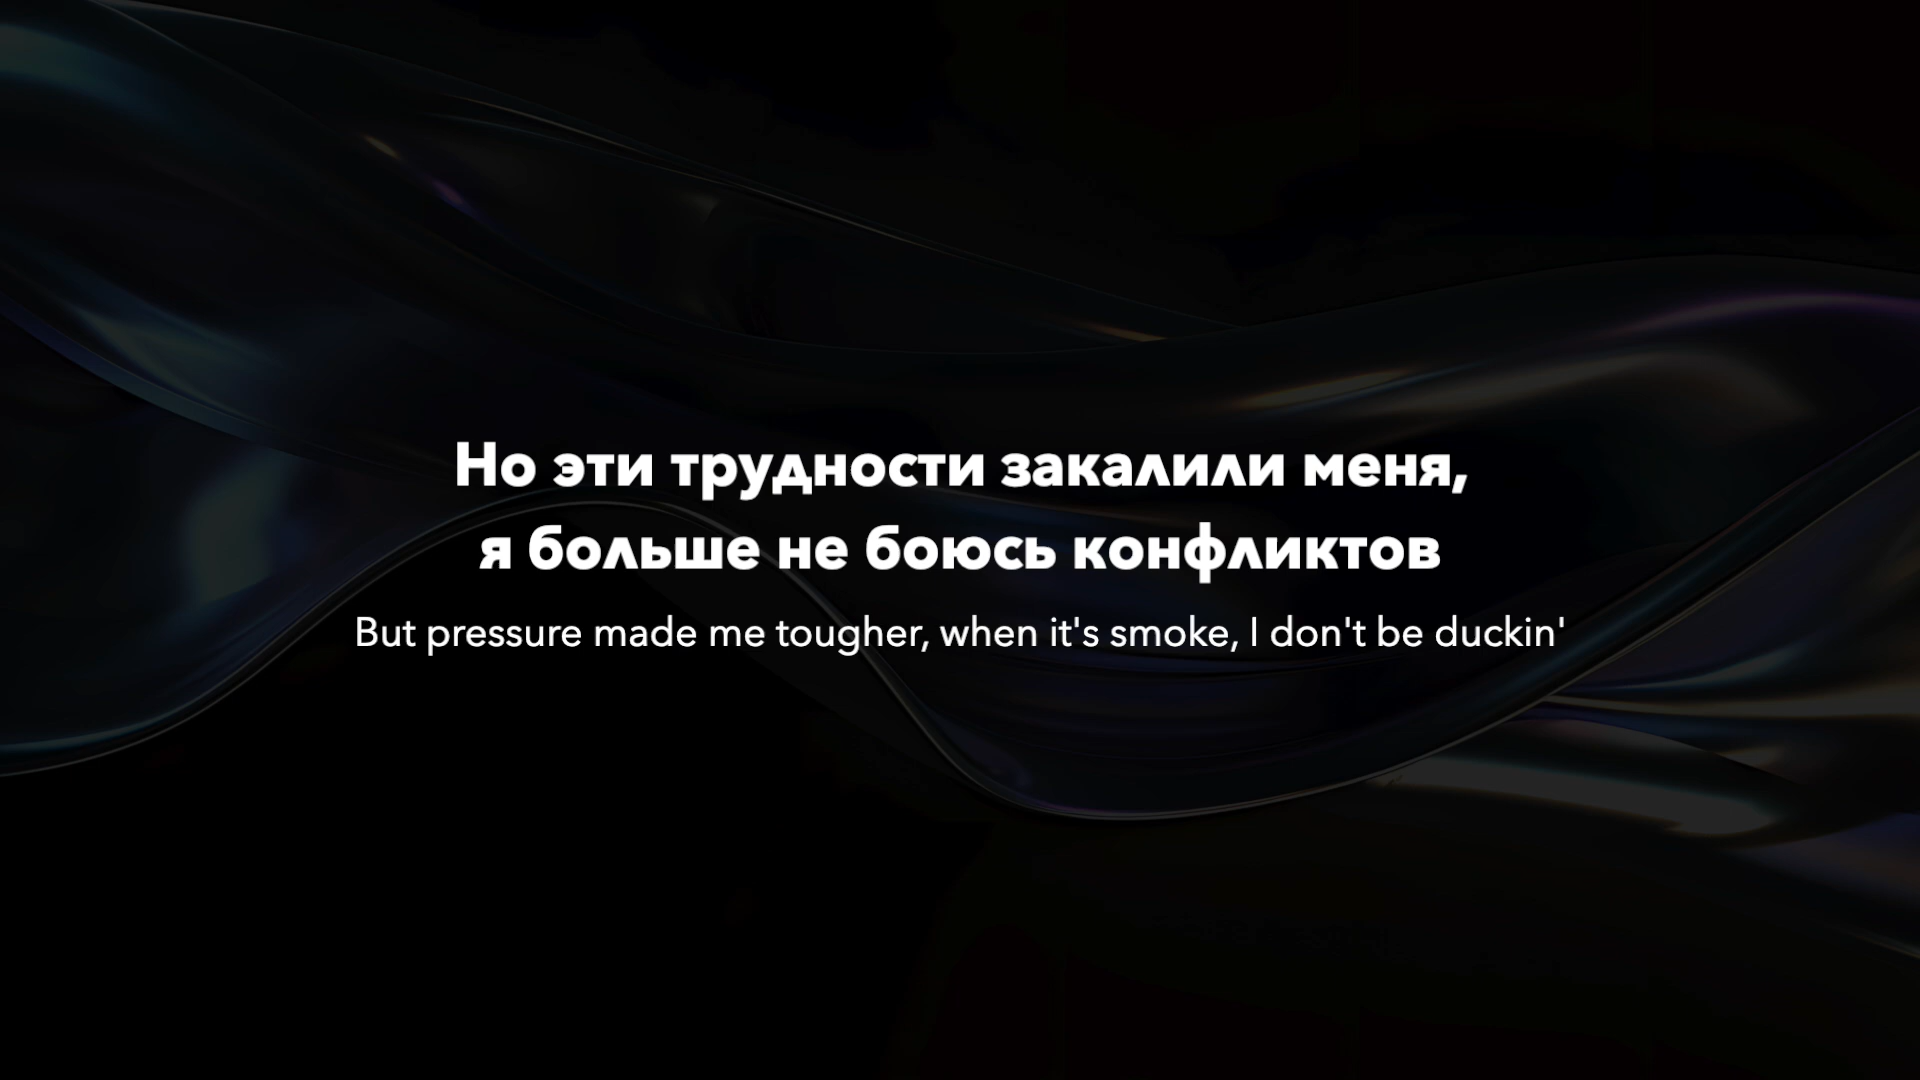 Но эти трудности закалили меня,
я больше не боюсь конфликтов
But pressure made me tougher, when it's smoke, I don't be duckin'